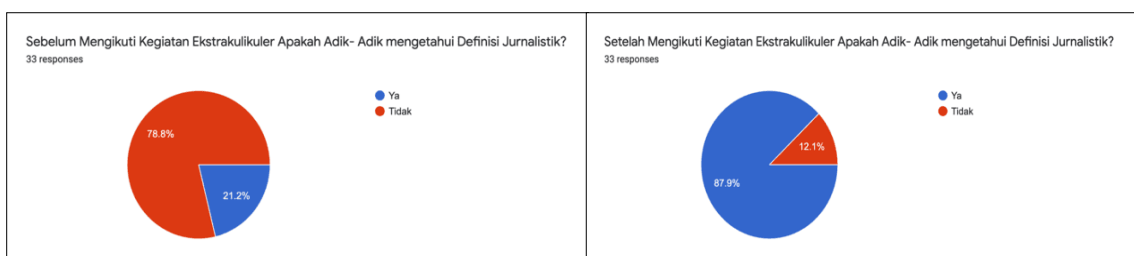 Sebelum Mengikuti Kegiatan Ekstrakulikuler Apakah Adik- Adik mengetahui Definisi Jurnalistik?
33 responses
Ya
Tidak
78.8%
21.2%
Setelah Mengikuti Kegiatan Ekstrakulikuler Apakah Adik- Adik mengetahui Definisi Jurnalistik?
33 responses
Ya
Tidak
12.1%
87.9%